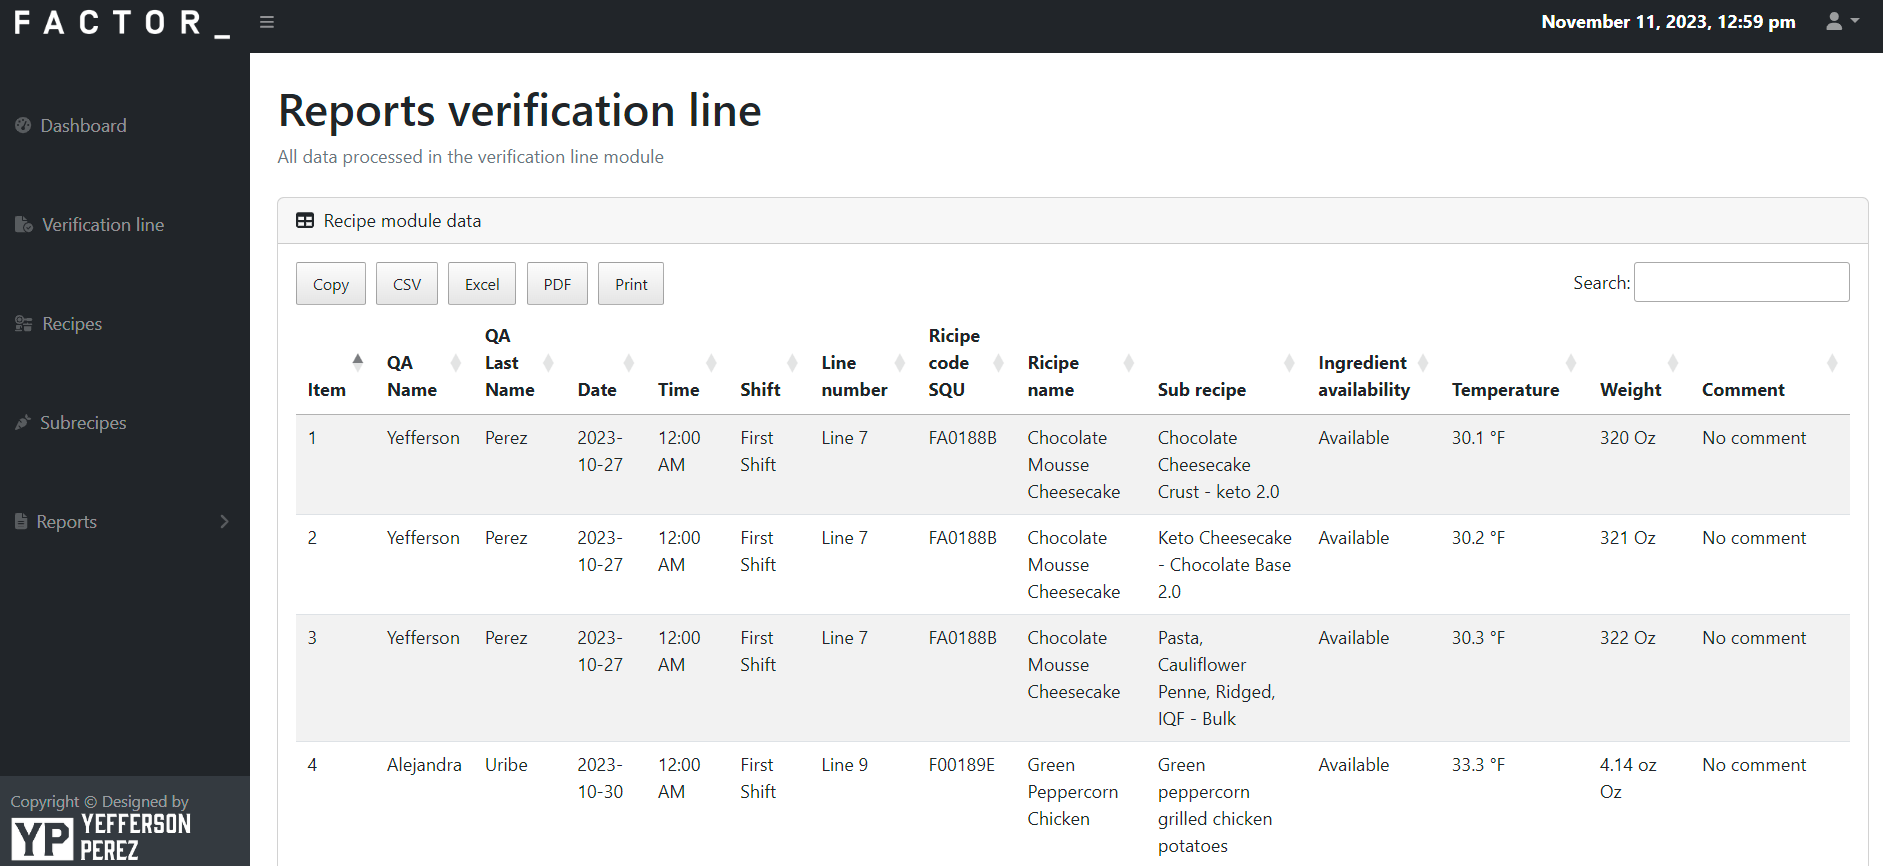 FACTOR_
November 11, 2023, 12:59 pm
Dashboard
Verification line
Recipes
Subrecipes
Reports
Copyright © Designed by
YP YEFFERSON
PEREZ
Reports verification line
All data processed in the verification line module
Recipe module data
Copy CSV Excel PDF Print Search:
Item QA Name QA Last Name Date Time Shift Line number Ricipe code SQU Ricipe name Sub recipe Ingredient availability Temperature Weight Comment
1 Yefferson Perez 2023-10-27 12:00 AM First Shift Line 7 FA0188B Chocolate Mousse Cheesecake Chocolate Cheesecake Crust - keto 2.0 Available 30.1 °F 320 Oz No comment
2 Yefferson Perez 2023-10-27 12:00 AM First Shift Line 7 FA0188B Chocolate Mousse Cheesecake Keto Cheesecake - Chocolate Base 2.0 Available 30.2 °F 321 Oz No comment
3 Yefferson Perez 2023-10-27 12:00 AM First Shift Line 7 FA0188B Chocolate Mousse Cheesecake Pasta, Cauliflower Penne, Ridged, IQF - Bulk Available 30.3 °F 322 Oz No comment
4 Alejandra Uribe 2023-10-30 12:00 AM First Shift Line 9 F00189E Green Peppercorn Chicken Green peppercorn grilled chicken potatoes Available 33.3 °F 4.14 oz Oz No comment